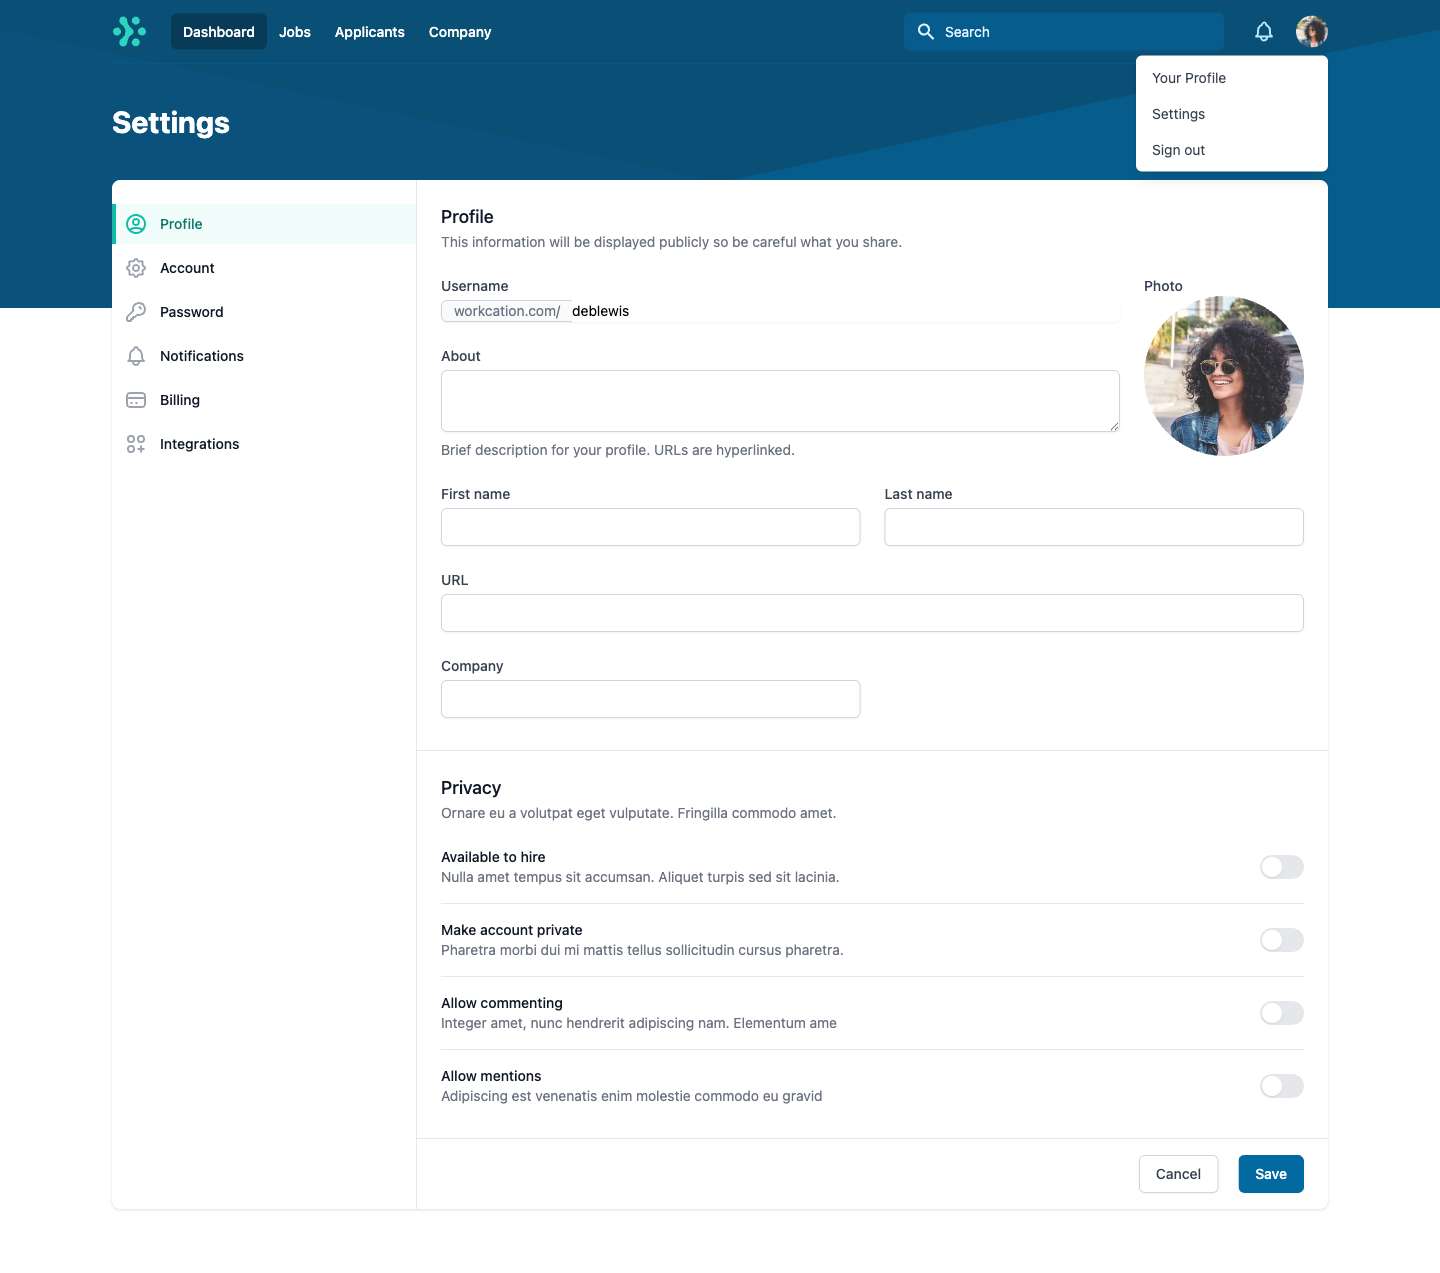 Dashboard Jobs Applicants Company Search
Your Profile
Settings
Sign out
Settings
Profile
Account
Password
Notifications
Billing
Integrations
Profile
This information will be displayed publicly so be careful what you share.
Username
workcation.com/ deblewis
Photo
About
Brief description for your profile. URLs are hyperlinked.
First name
Last name
URL
Company
Privacy
Ornare eu a volutpat eget vulputate. Fringilla commodo amet.
Available to hire
Nulla amet tempus sit accumsan. Aliquet turpis sed sit lacinia.
Make account private
Pharetra morbi dui mi mattis tellus sollicitudin cursus pharetra.
Allow commenting
Integer amet, nunc hendrerit adipiscing nam. Elementum ame
Allow mentions
Adipiscing est venenatis enim molestie commodo eu gravid
Cancel Save